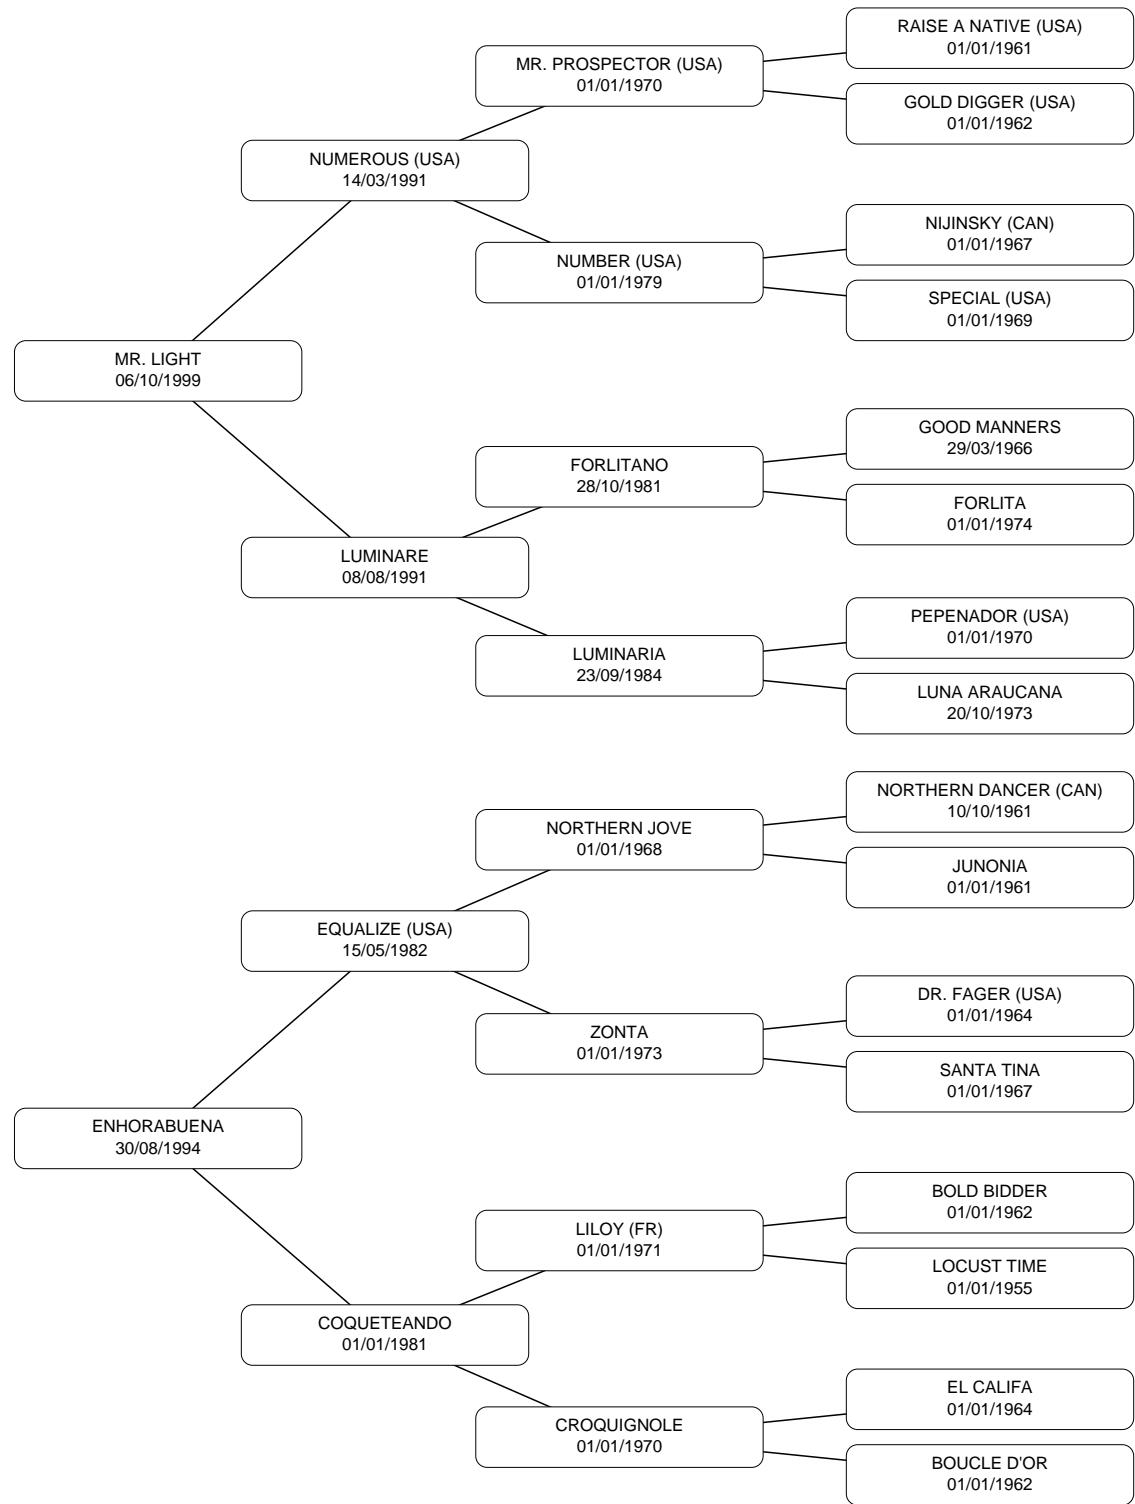 RAISE A NATIVE (USA)
01/01/1961
MR. PROSPECTOR (USA)
01/01/1970
GOLD DIGGER (USA)
01/01/1962
NUMEROUS (USA)
14/03/1991
NIJINSKY (CAN)
01/01/1967
NUMBER (USA)
01/01/1979
SPECIAL (USA)
01/01/1969
MR. LIGHT
06/10/1999
GOOD MANNERS
29/03/1966
FORLITANO
28/10/1981
FORLITA
01/01/1974
LUMINARE
08/08/1991
PEPENADOR (USA)
01/01/1970
LUMINARIA
23/09/1984
LUNA ARAUCANA
20/10/1973
NORTHERN DANCER (CAN)
10/10/1961
NORTHERN JOVE
01/01/1968
JUNONIA
01/01/1961
EQUALIZE (USA)
15/05/1982
DR. FAGER (USA)
01/01/1964
ZONTA
01/01/1973
SANTA TINA
01/01/1967
ENHORABUENA
30/08/1994
BOLD BIDDER
01/01/1962
LILOY (FR)
01/01/1971
LOCUST TIME
01/01/1955
COQUETEANDO
01/01/1981
EL CALIFA
01/01/1964
CROQUIGNOLE
01/01/1970
BOUCLE D'OR
01/01/1962